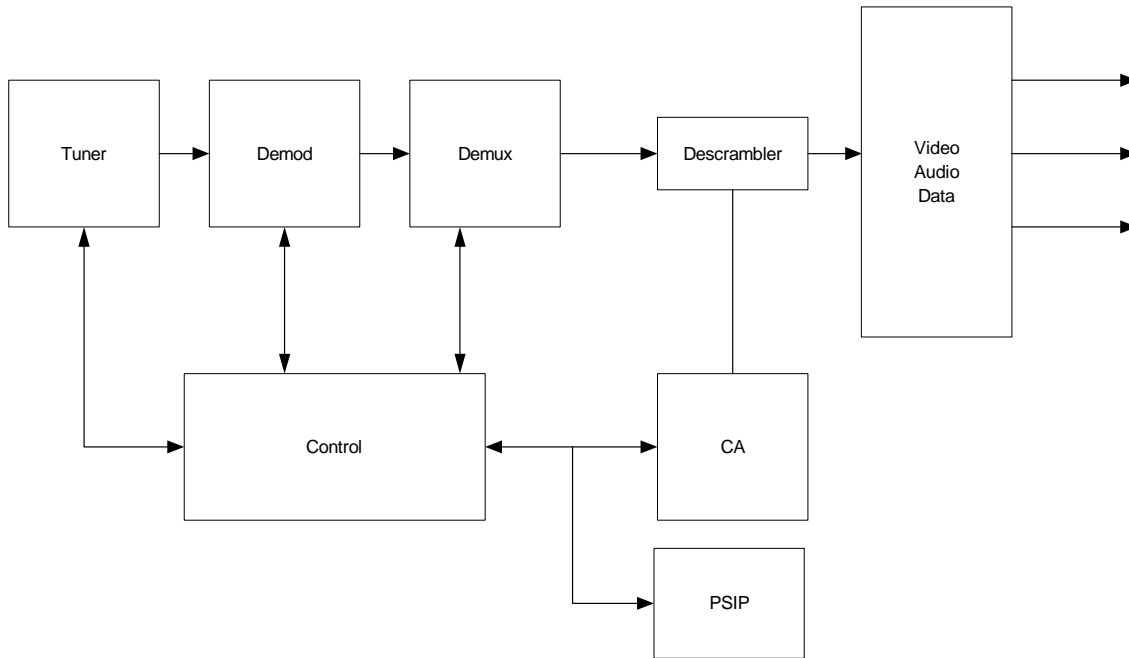 Tuner
Demod
Demux
Descrambler
Video
Audio
Data
Control
CA
PSIP